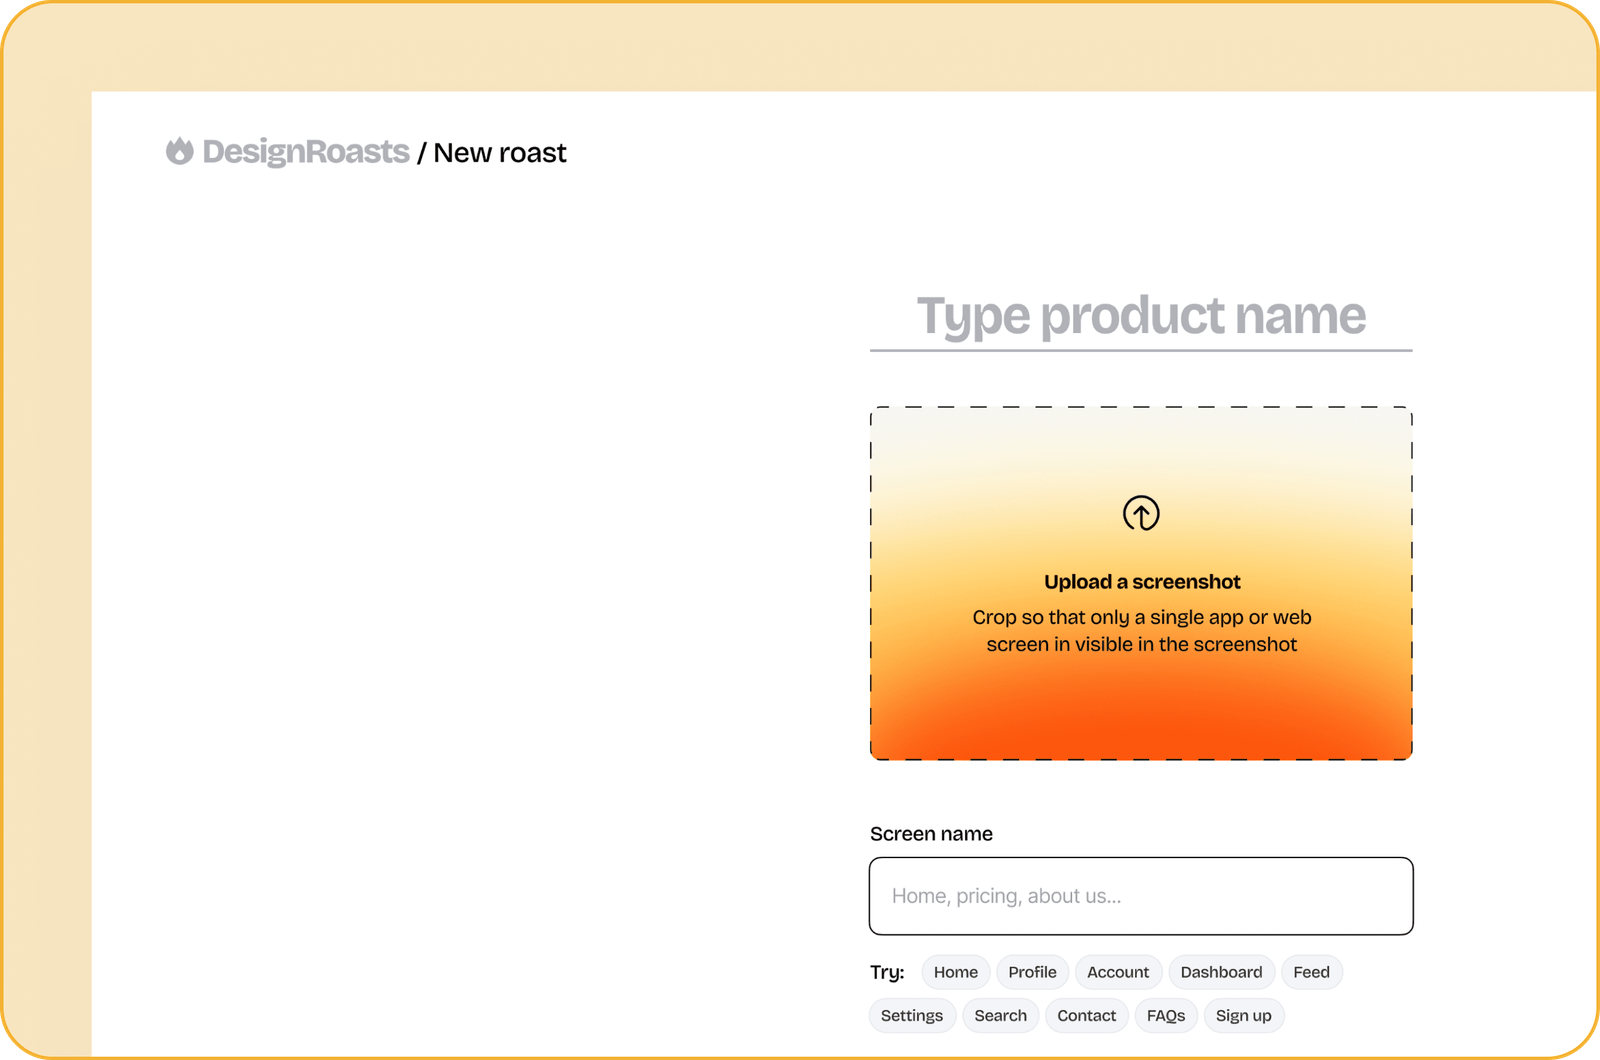 DesignRoasts / New roast
Type product name
Upload a screenshot
Crop so that only a single app or web
screen in visible in the screenshot
Screen name
Home, pricing, about us...
Try: Home Profile Account Dashboard Feed
Settings Search Contact FAQs Sign up